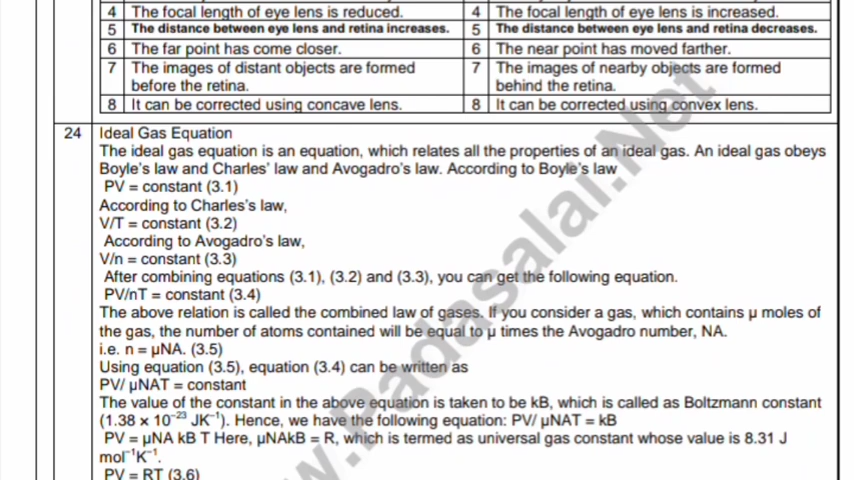 4 The focal length of eye lens is reduced. 4 The focal length of eye lens is increased.
5 The distance between eye lens and retina increases. 5 The distance between eye lens and retina decreases.
6 The far point has come closer. 6 The near point has moved farther.
7 The images of distant objects are formed 7 The images of nearby objects are formed
before the retina. behind the retina.
8 It can be corrected using concave lens. 8 It can be corrected using convex lens.
24 Ideal Gas Equation
The ideal gas equation is an equation, which relates all the properties of an ideal gas. An ideal gas obeys
Boyle's law and Charles' law and Avogadro's law. According to Boyle's law
PV = constant (3.1)
According to Charles's law,
V/T = constant (3.2)
According to Avogadro's law,
V/n = constant (3.3)
After combining equations (3.1), (3.2) and (3.3), you can get the following equation.
PV/nT = constant (3.4)
The above relation is called the combined law of gases. If you consider a gas, which contains μ moles of
the gas, the number of atoms contained will be equal to μ times the Avogadro number, NA.
i.e. n = μNA. (3.5)
Using equation (3.5), equation (3.4) can be written as
PV/ μNAT = constant
The value of the constant in the above equation is taken to be kB, which is called as Boltzmann constant
(1.38 × 10⁻²³ JK⁻¹). Hence, we have the following equation: PV/ μNAT = kB
PV = μNA kB T Here, μNAkB = R, which is termed as universal gas constant whose value is 8.31 J
mol⁻¹K⁻¹.
PV = RT (3.6)
w.Padasalai.Net